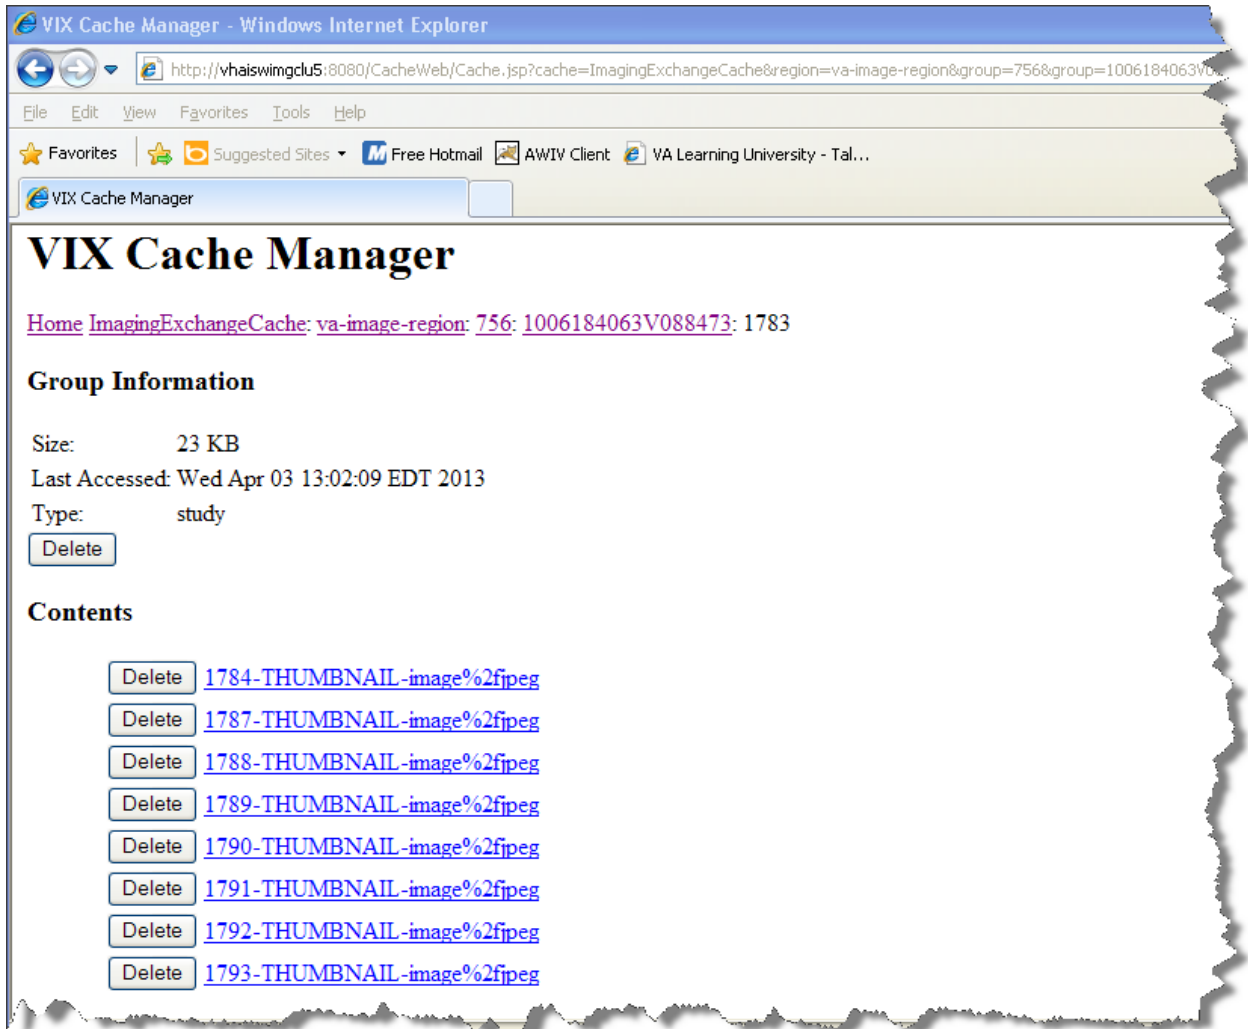 VIX Cache Manager - Windows Internet Explorer
http://vhaiswimgclu5:8080/CacheWeb/Cache.jsp?cache=ImagingExchangeCache&region=va-image-region&group=756&group=1006184063V0
File Edit View Favorites Tools Help
Favorites Suggested Sites Free Hotmail AWIV Client VA Learning University - Tal...
VIX Cache Manager
VIX Cache Manager
Home ImagingExchangeCache: va-image-region: 756: 1006184063V088473: 1783
Group Information
Size: 23 KB
Last Accessed: Wed Apr 03 13:02:09 EDT 2013
Type: study
Delete
Contents
Delete 1784-THUMBNAIL-image%2fjpeg
Delete 1787-THUMBNAIL-image%2fjpeg
Delete 1788-THUMBNAIL-image%2fjpeg
Delete 1789-THUMBNAIL-image%2fjpeg
Delete 1790-THUMBNAIL-image%2fjpeg
Delete 1791-THUMBNAIL-image%2fjpeg
Delete 1792-THUMBNAIL-image%2fjpeg
Delete 1793-THUMBNAIL-image%2fjpeg